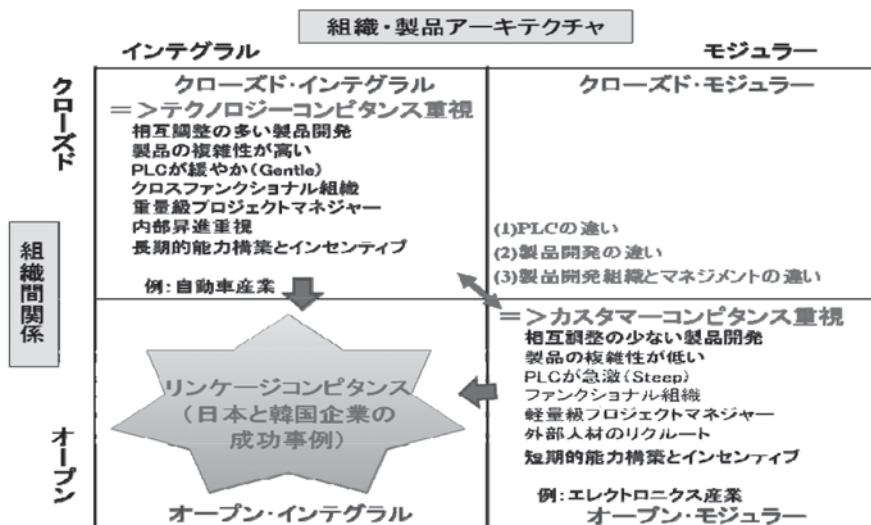 組織・製品アーキテクチャ
インテグラル
モジュラー
クローズド
クローズド・インテグラル
=>テクノロジーコンピタンス重視
相互調整の多い製品開発
製品の複雑性が高い
PLCが緩やか(Gentle)
クロスファンクショナル組織
重量級プロジェクトマネジャー
内部昇進重視
長期的能力構築とインセンティブ
例:自動車産業
クローズド・モジュラー
(1)PLCの違い
(2)製品開発の違い
(3)製品開発組織とマネジメントの違い
組織間関係
オープン
リンケージコンピタンス
(日本と韓国企業の
成功事例)
オープン・インテグラル
=>カスタマーコンピタンス重視
相互調整の少ない製品開発
製品の複雑性が低い
PLCが急激(Steep)
ファンクショナル組織
軽量級プロジェクトマネジャー
外部人材のリクルート
短期的能力構築とインセンティブ
例:エレクトロニクス産業
オープン・モジュラー